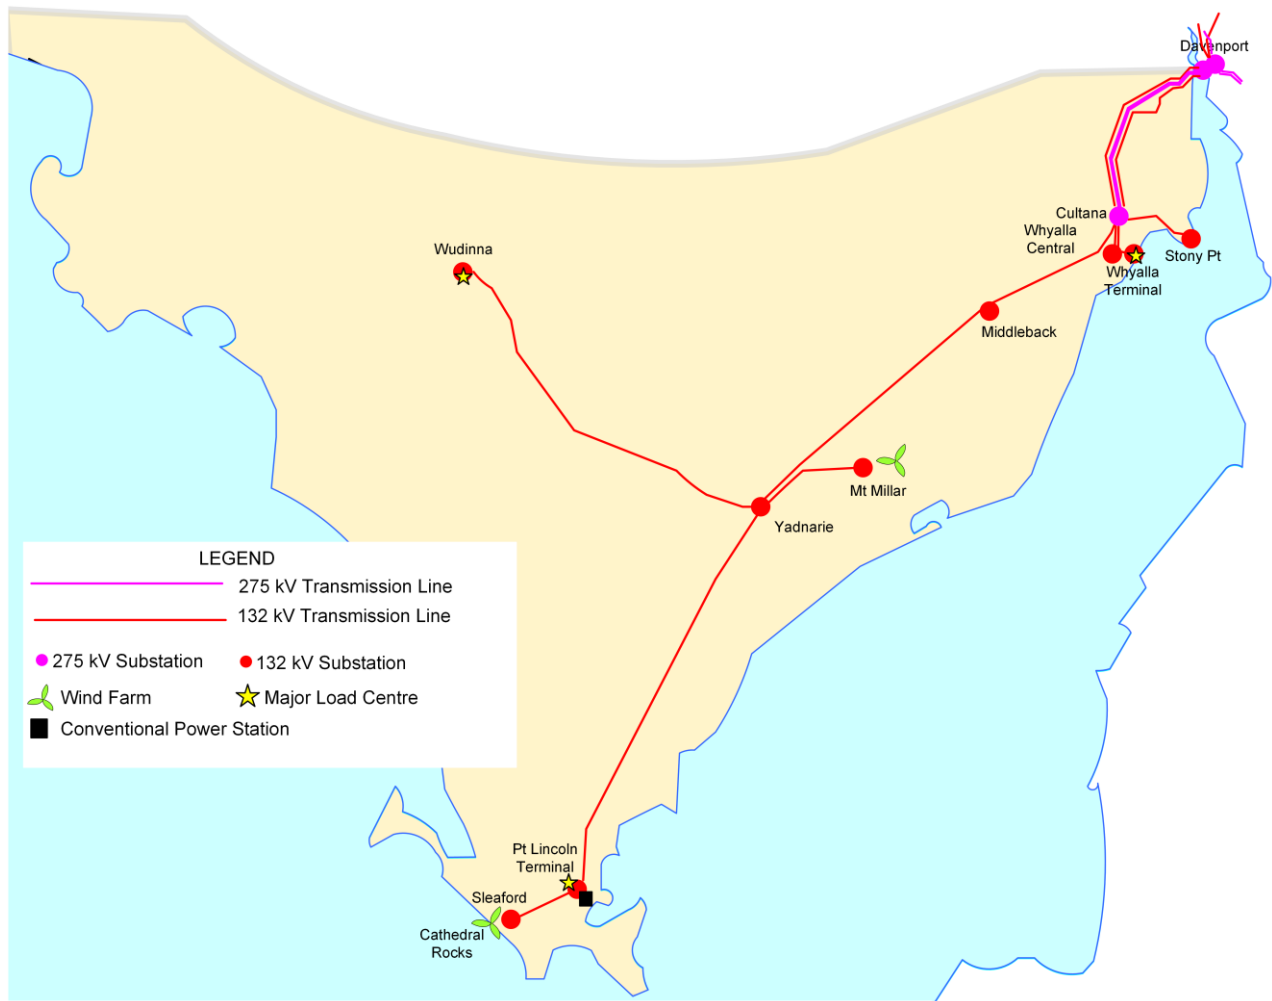 Davenport
Cultana
Whyalla
Central
Stony Pt
Whyalla
Terminal
Wudinna
Middleback
Mt Millar
Yadnarie
LEGEND
275 kV Transmission Line
132 kV Transmission Line
275 kV Substation
132 kV Substation
Wind Farm
Major Load Centre
Conventional Power Station
Pt Lincoln
Terminal
Sleaford
Cathedral
Rocks